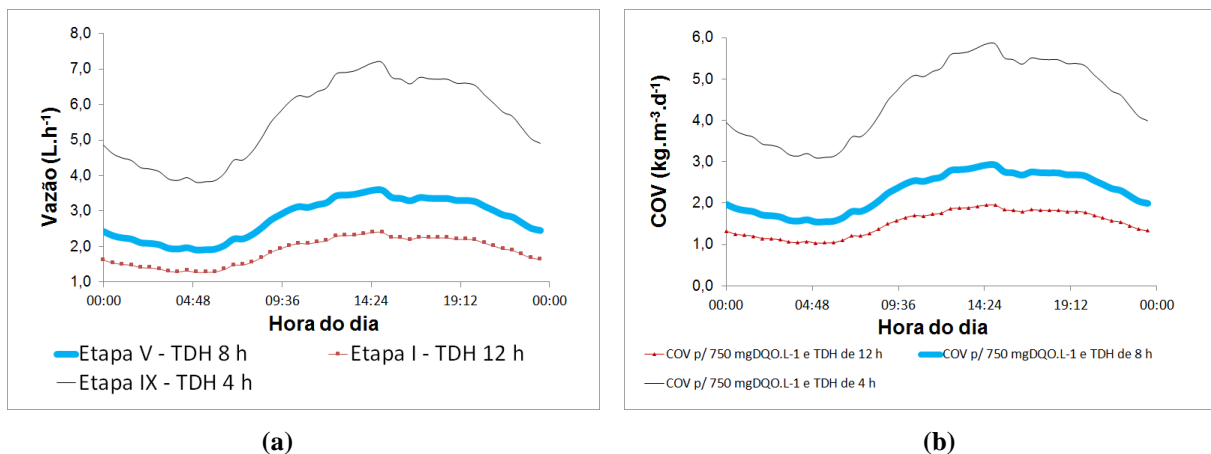 8,0
7,0
6,0
5,0
4,0
3,0
2,0
1,0
Vazão (L.h-1)
00:00 04:48 09:36 14:24 19:12 00:00
Hora do dia
Etapa V - TDH 8 h Etapa I - TDH 12 h
Etapa IX - TDH 4 h
(a)
6,0
5,0
4,0
3,0
2,0
1,0
0,0
COV (kg.m-3.d-1)
00:00 04:48 09:36 14:24 19:12 00:00
Hora do dia
COV p/ 750 mgDQO.L-1 e TDH de 12 h COV p/ 750 mgDQO.L-1 e TDH de 8 h
COV p/ 750 mgDQO.L-1 e TDH de 4 h
(b)